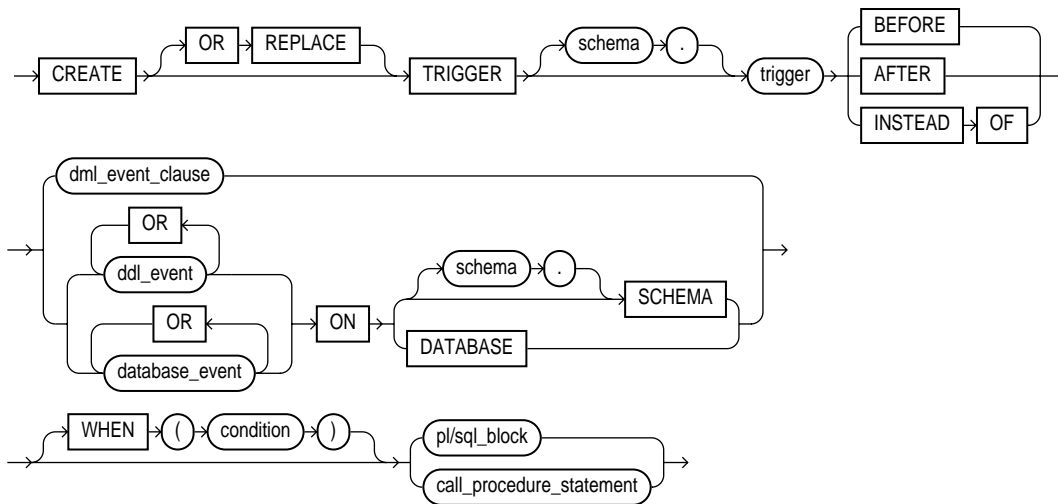 OR REPLACE schema . BEFORE
CREATE TRIGGER trigger AFTER
INSTEAD OF
dml_event_clause
OR
ddl_event schema .
OR ON SCHEMA
database_event DATABASE
WHEN ( condition ) pl/sql_block
call_procedure_statement